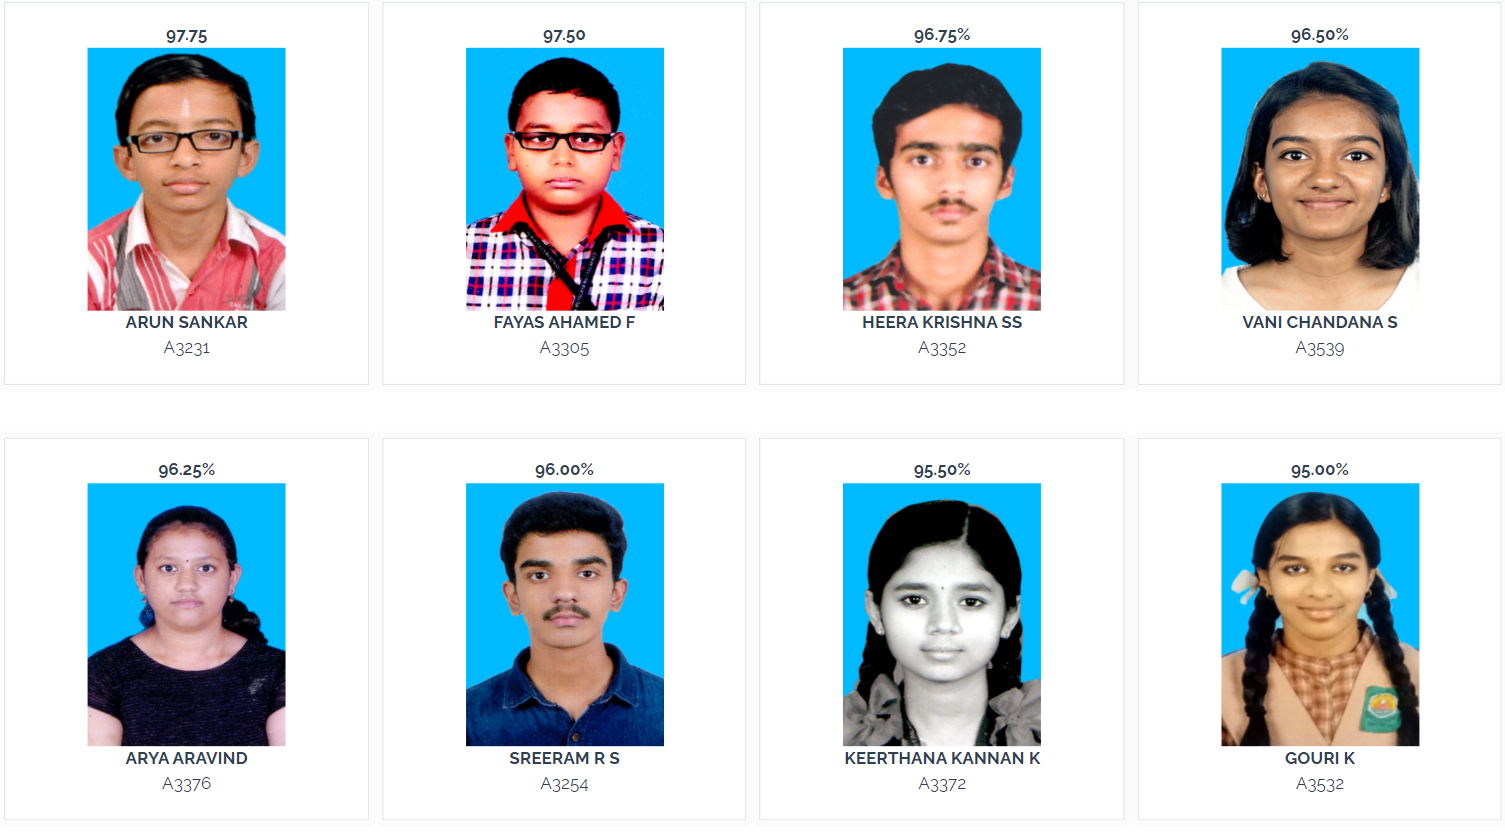 97.75
ARUN SANKAR
A3231
97.50
FAYAS AHAMED F
A3305
96.75%
HEERA KRISHNA SS
A3352
96.50%
VANI CHANDANA S
A3539
96.25%
ARYA ARAVIND
A3376
96.00%
SREERAM R S
A3254
95.50%
KEERTHANA KANNAN K
A3372
95.00%
GOURI K
A3532